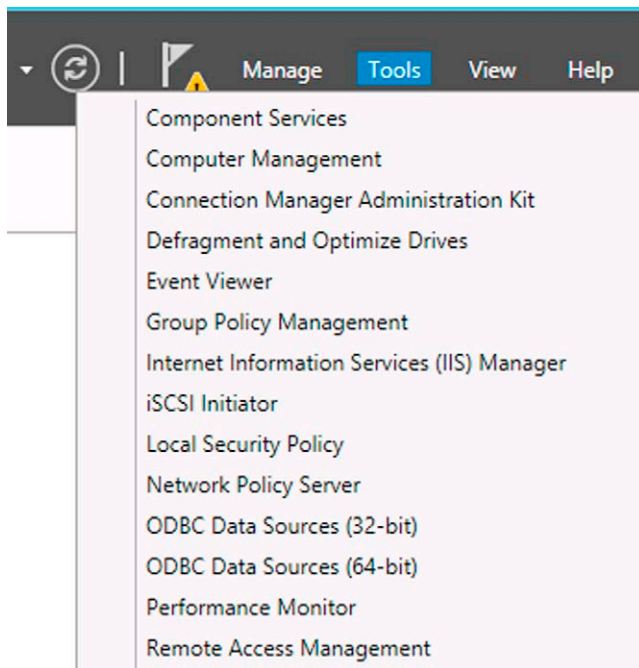 Manage Tools View Help
Component Services
Computer Management
Connection Manager Administration Kit
Defragment and Optimize Drives
Event Viewer
Group Policy Management
Internet Information Services (IIS) Manager
iSCSI Initiator
Local Security Policy
Network Policy Server
ODBC Data Sources (32-bit)
ODBC Data Sources (64-bit)
Performance Monitor
Remote Access Management